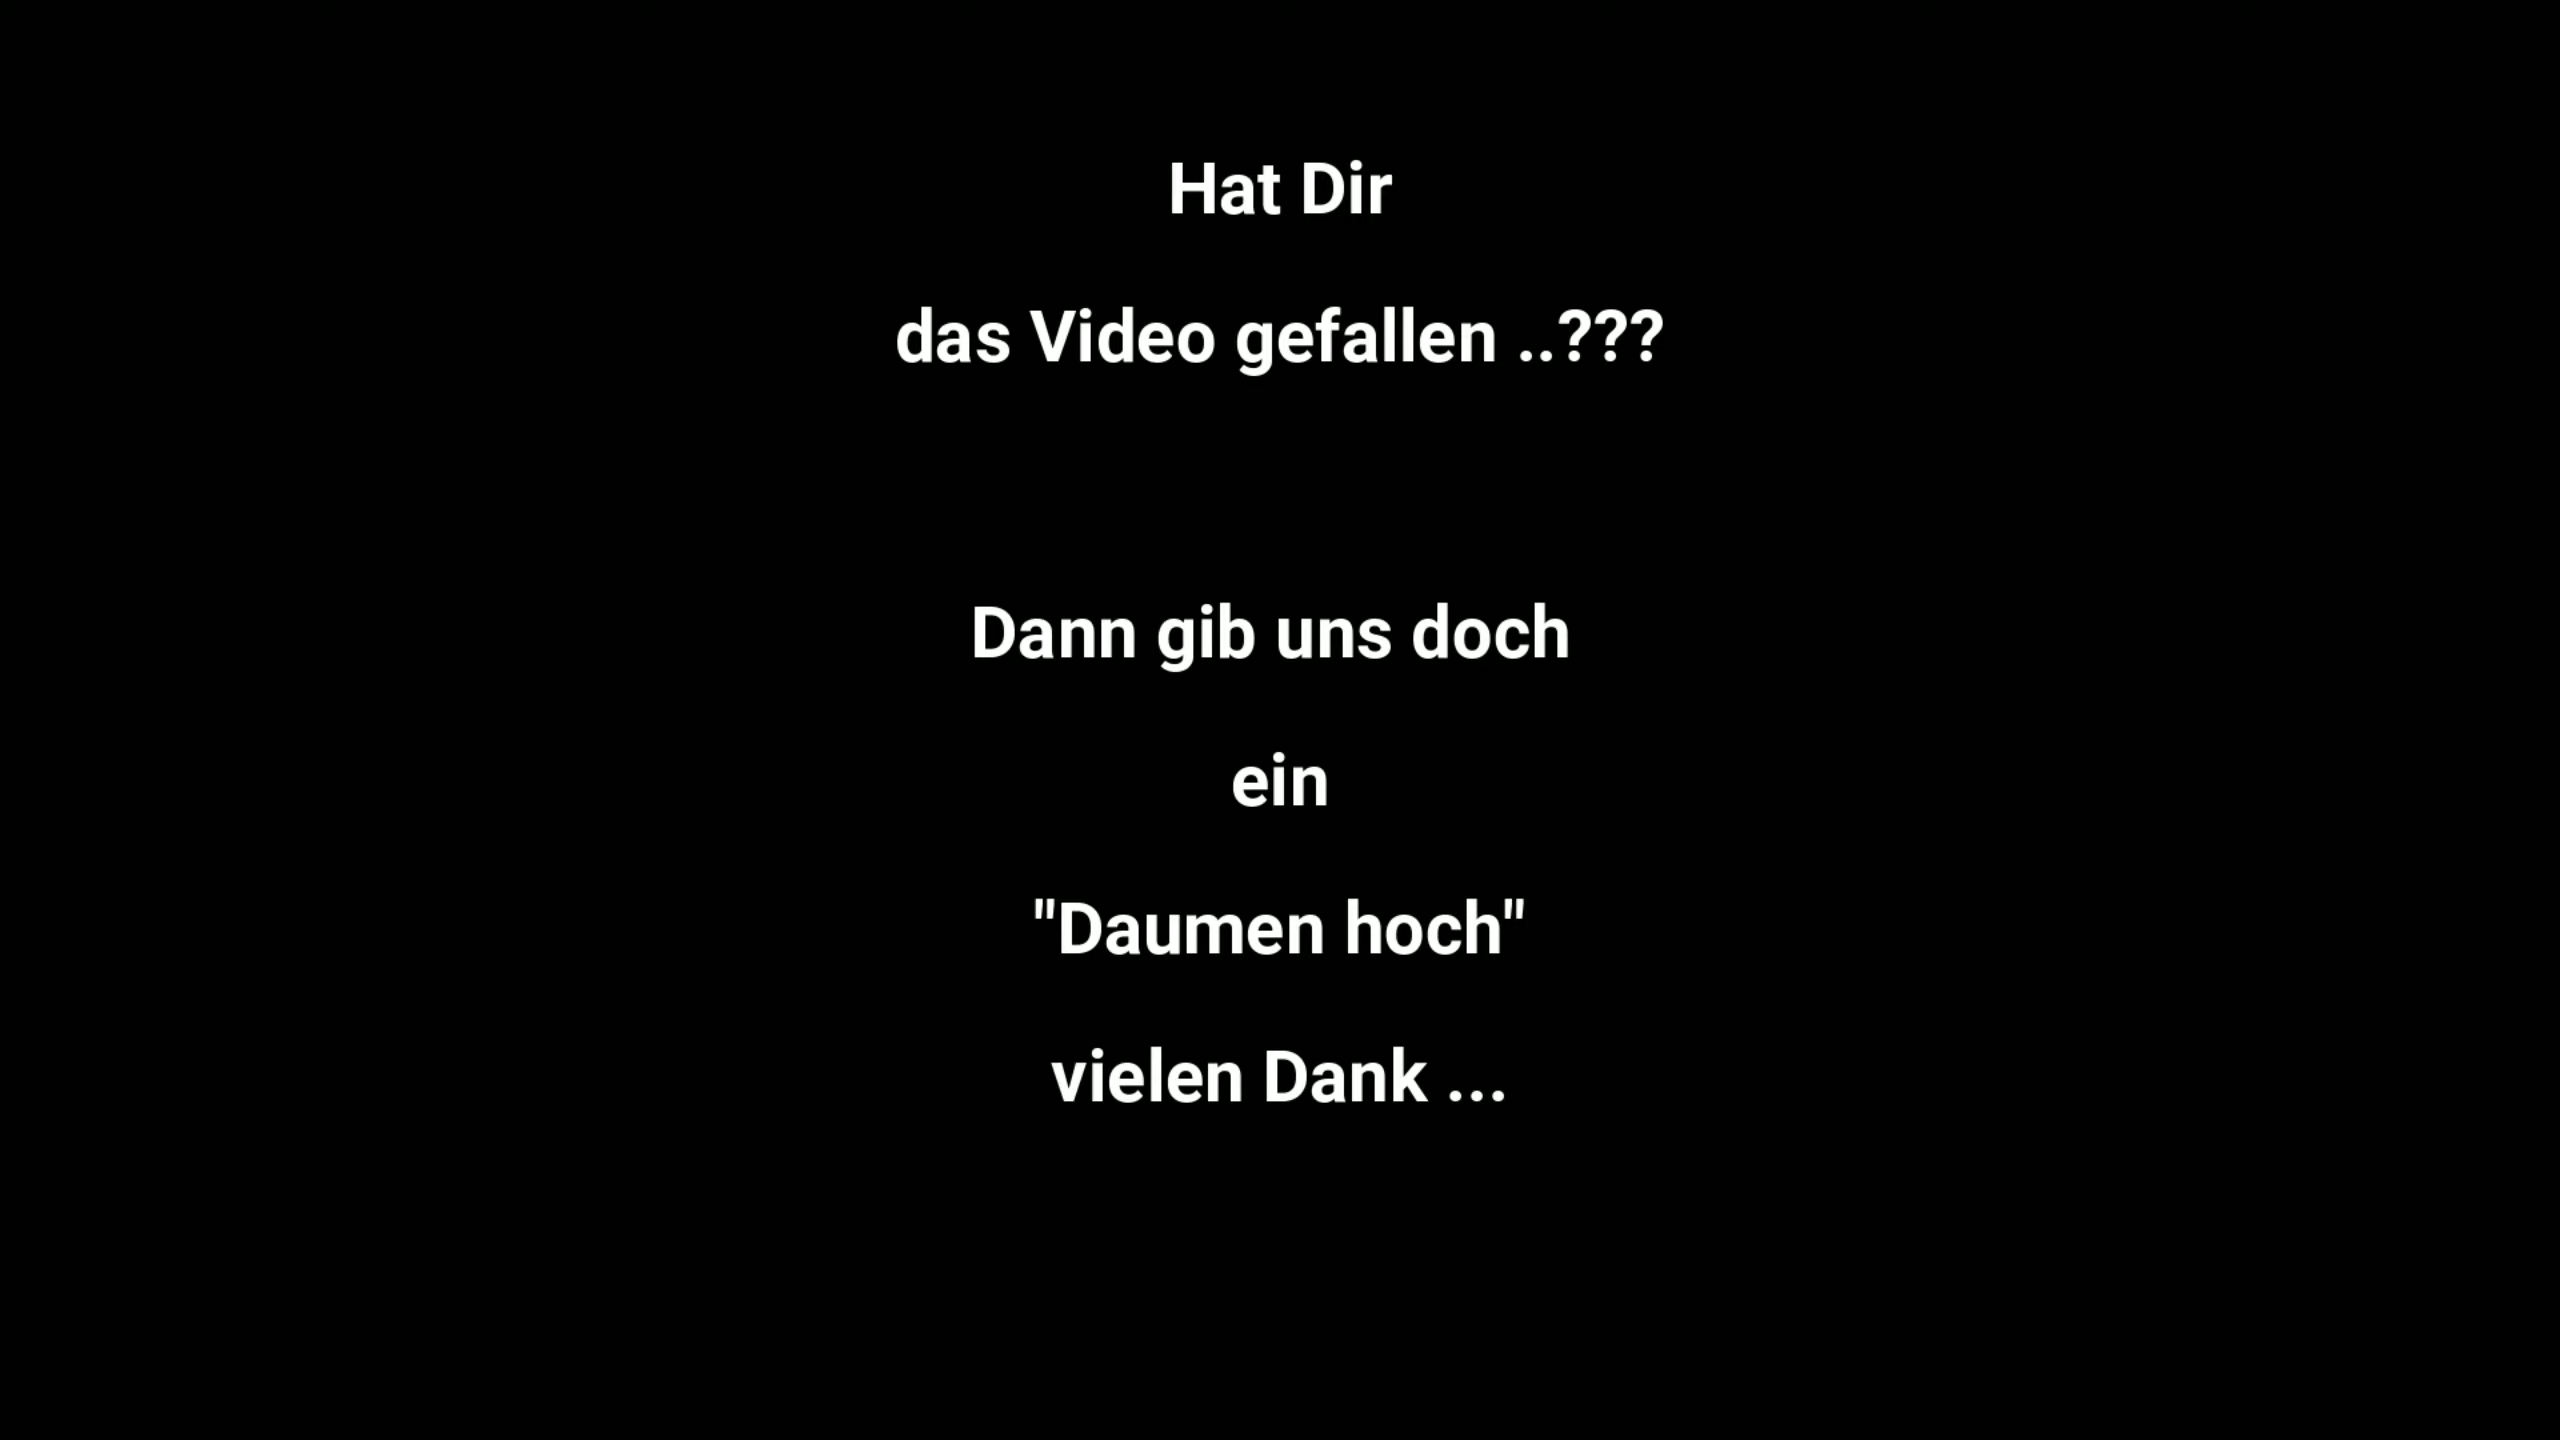 Hat Dir
das Video gefallen ..???
Dann gib uns doch
ein
"Daumen hoch"
vielen Dank ...